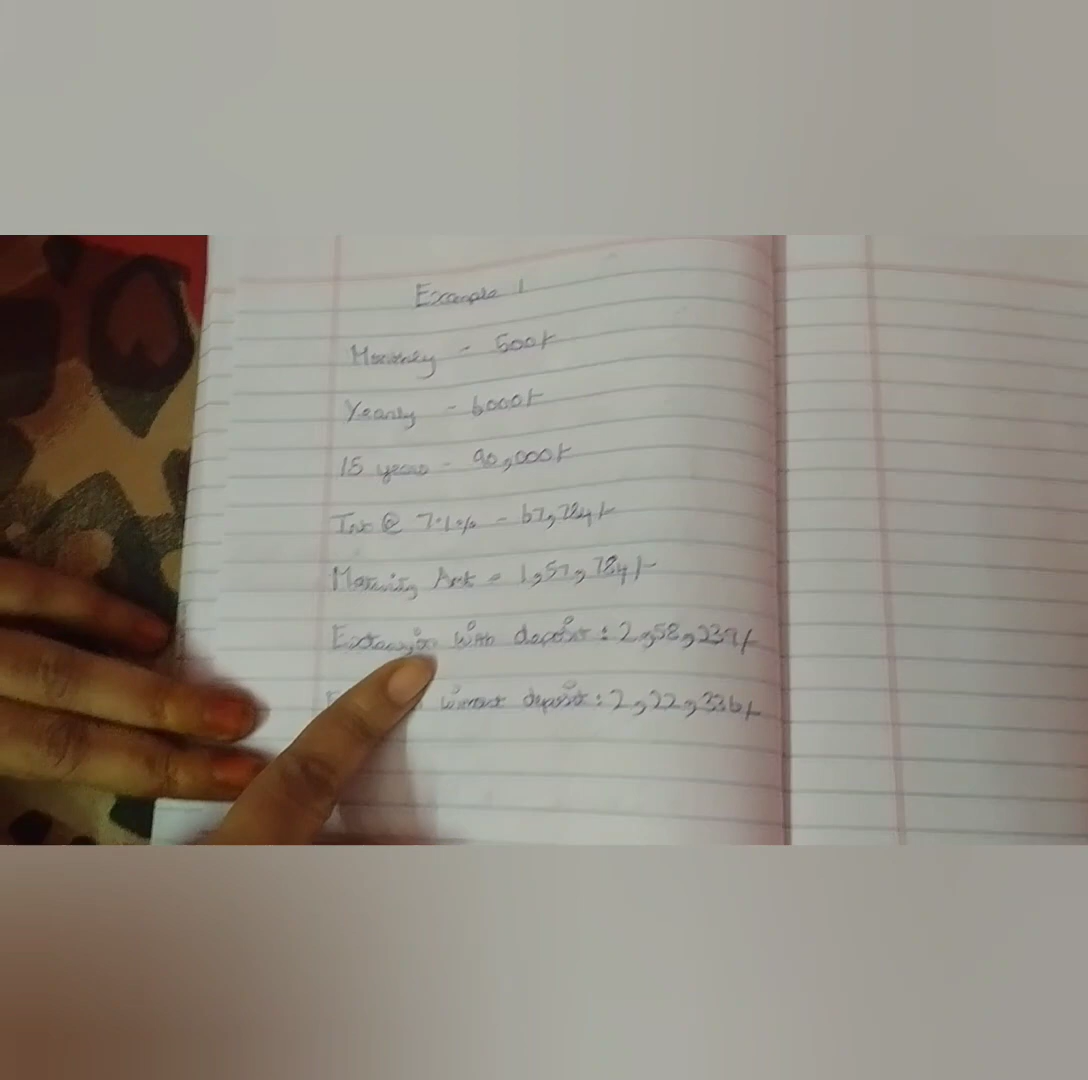 Example 1
Monthly - 500/-
Yearly - 6000/-
15 years - 90,000/-
Int @ 7.1% - 67,784/-
Maturity Amt = 1,57,784/-
Extension with deposit : 2,58,239/-
without deposit : 2,22,336/-